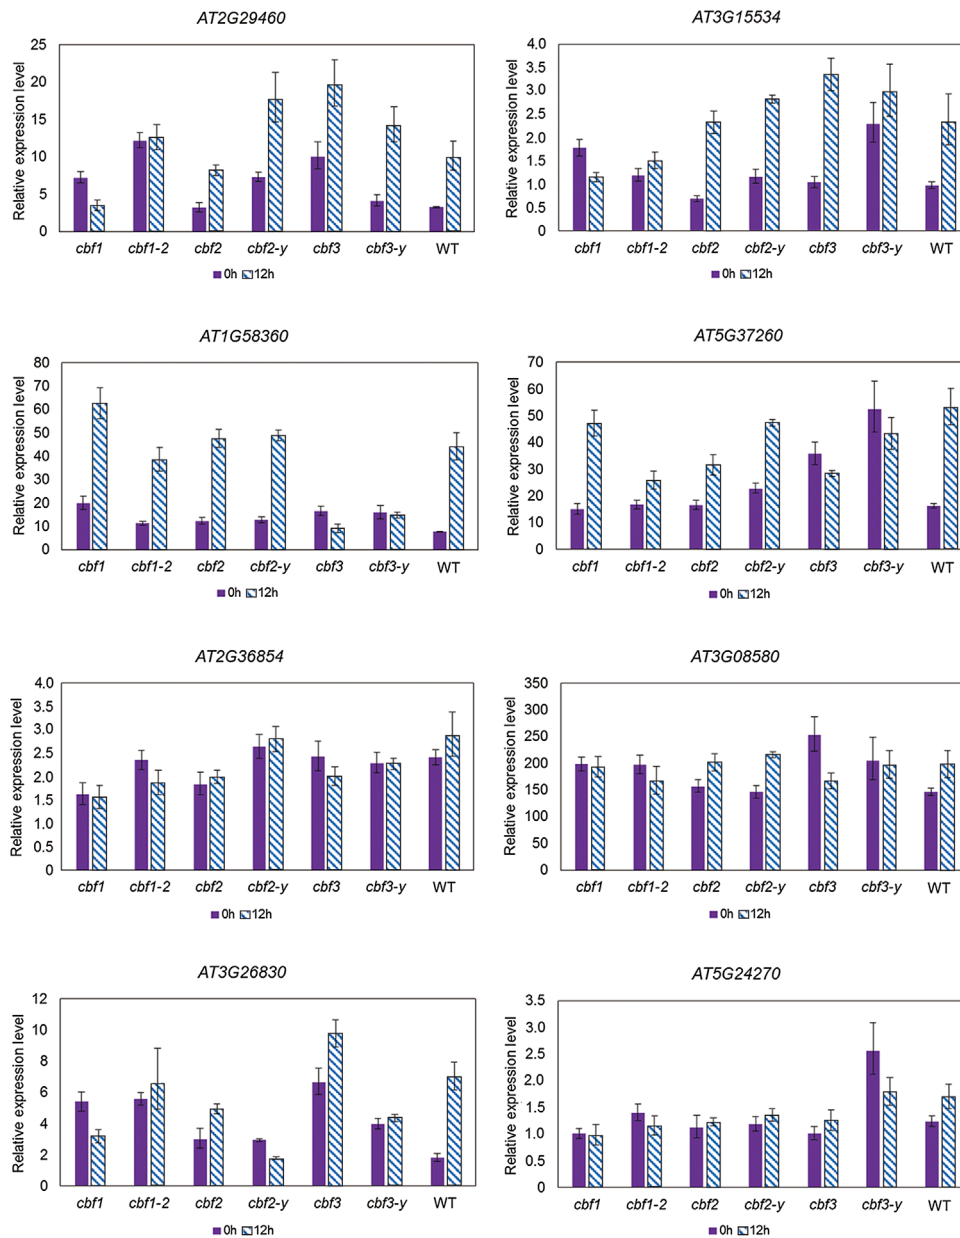 AT2G29460
Relative expression level
25
20
15
10
5
0
cbf1 cbf1-2 cbf2 cbf2-y cbf3 cbf3-y WT
0h 12h
AT3G15534
Relative expression level
4.0
3.5
3.0
2.5
2.0
1.5
1.0
0.5
0
cbf1 cbf1-2 cbf2 cbf2-y cbf3 cbf3-y WT
0h 12h
AT1G58360
Relative expression level
80
70
60
50
40
30
20
10
0
cbf1 cbf1-2 cbf2 cbf2-y cbf3 cbf3-y WT
0h 12h
AT5G37260
Relative expression level
70
60
50
40
30
20
10
0
cbf1 cbf1-2 cbf2 cbf2-y cbf3 cbf3-y WT
0h 12h
AT2G36854
Relative expression level
4.0
3.5
3.0
2.5
2.0
1.5
1.0
0.5
0
cbf1 cbf1-2 cbf2 cbf2-y cbf3 cbf3-y WT
0h 12h
AT3G08580
Relative expression level
350
300
250
200
150
100
50
0
cbf1 cbf1-2 cbf2 cbf2-y cbf3 cbf3-y WT
0h 12h
AT3G26830
Relative expression level
12
10
8
6
4
2
0
cbf1 cbf1-2 cbf2 cbf2-y cbf3 cbf3-y WT
0h 12h
AT5G24270
Relative expression level
3.5
3.0
2.5
2.0
1.5
1.0
0.5
0
cbf1 cbf1-2 cbf2 cbf2-y cbf3 cbf3-y WT
0h 12h